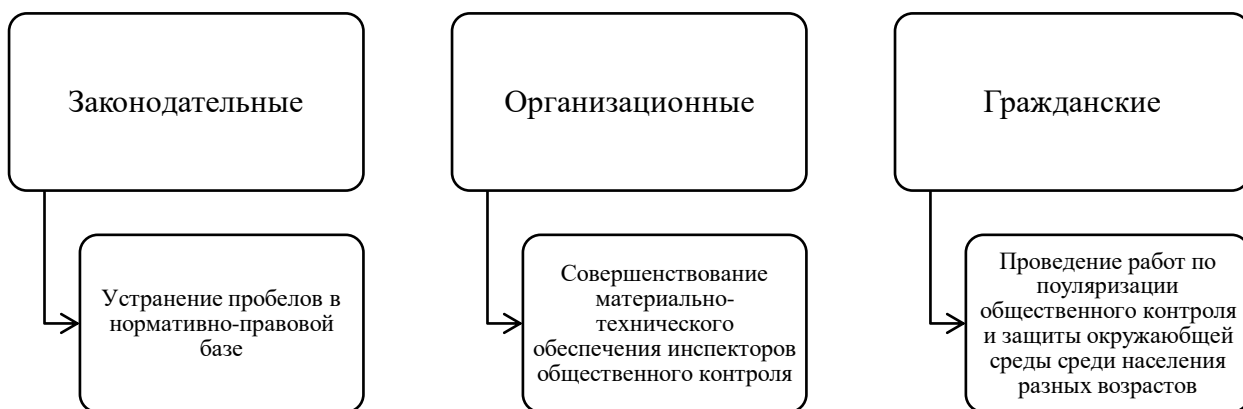 Законодательные
Организационные
Гражданские
Устранение пробелов в
нормативно-правовой
базе
Совершенствование
материально-
технического
обеспечения инспекторов
общественного контроля
Проведение работ по
поуляризации
общественного контроля
и защиты окружаюбщей
среды среди населения
разных возрастов